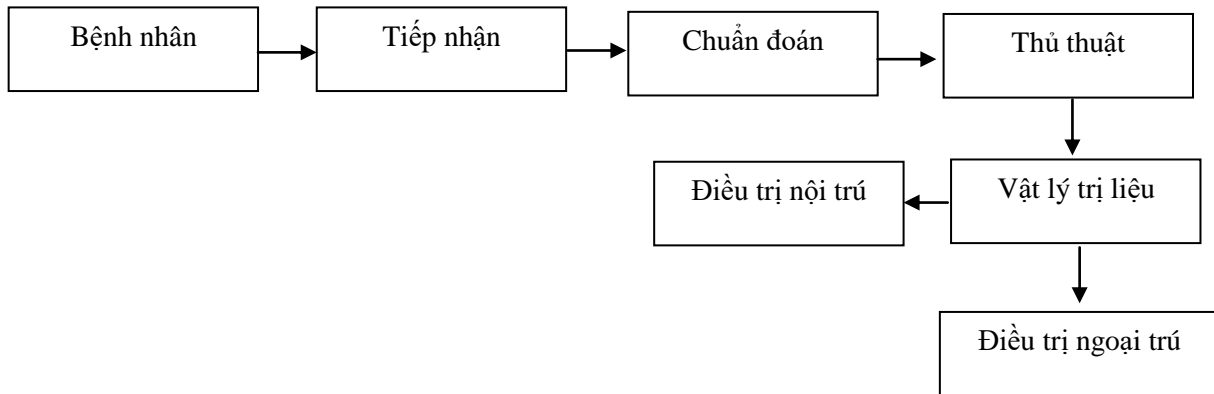 Bệnh nhân
Tiếp nhận
Chuẩn đoán
Thủ thuật
Điều trị nội trú
Vật lý trị liệu
Điều trị ngoại trú